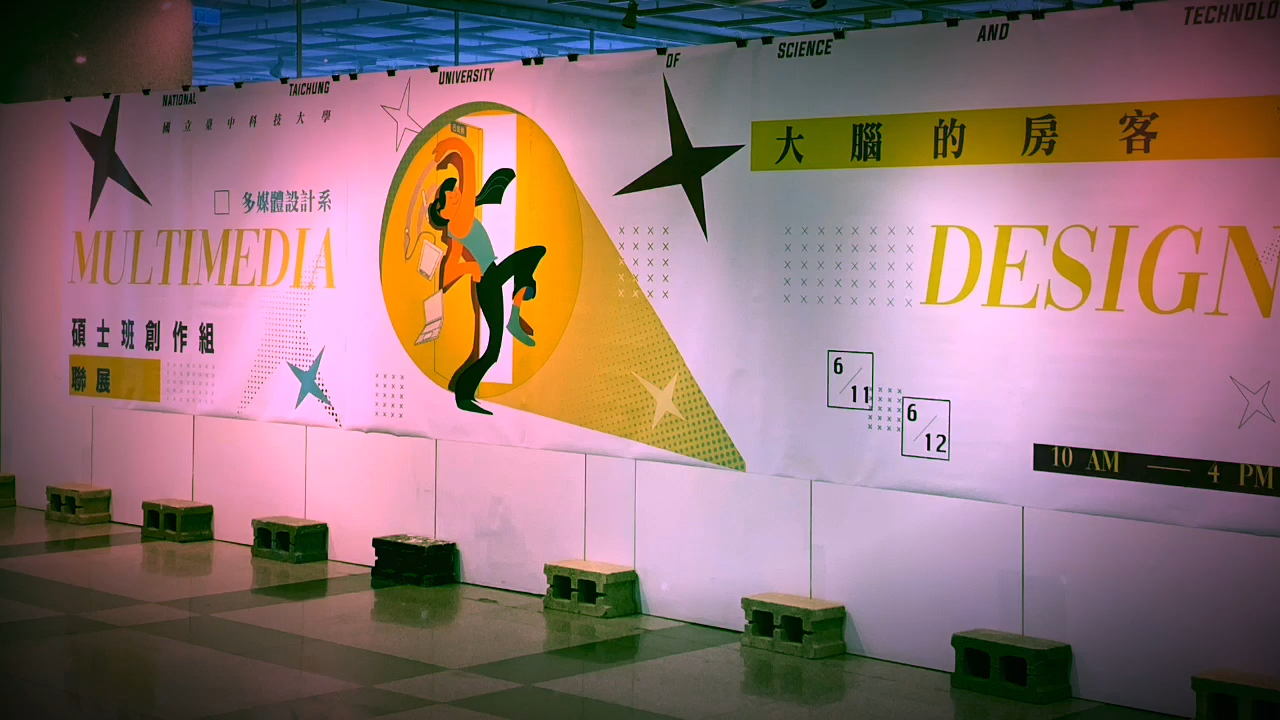 NATIONAL TAICHUNG UNIVERSITY OF SCIENCE AND TECHNOLO
國立臺中科技大學
多媒體設計系
MULTIMEDIA
碩士班創作組
聯展
大腦的房客
DESIGN
6/11
6/12
10 AM — 4 PM